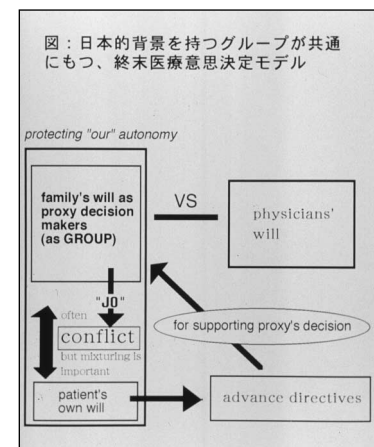 図：日本的背景を持つグループが共通
にもつ、終末医療意思決定モデル
protecting "our" autonomy
family's will as
proxy decision
makers
(as GROUP)
VS
physicians'
will
"JO"
often
conflict
but mixturing is
important
for supporting proxy's decision
patient's
own will
advance directives